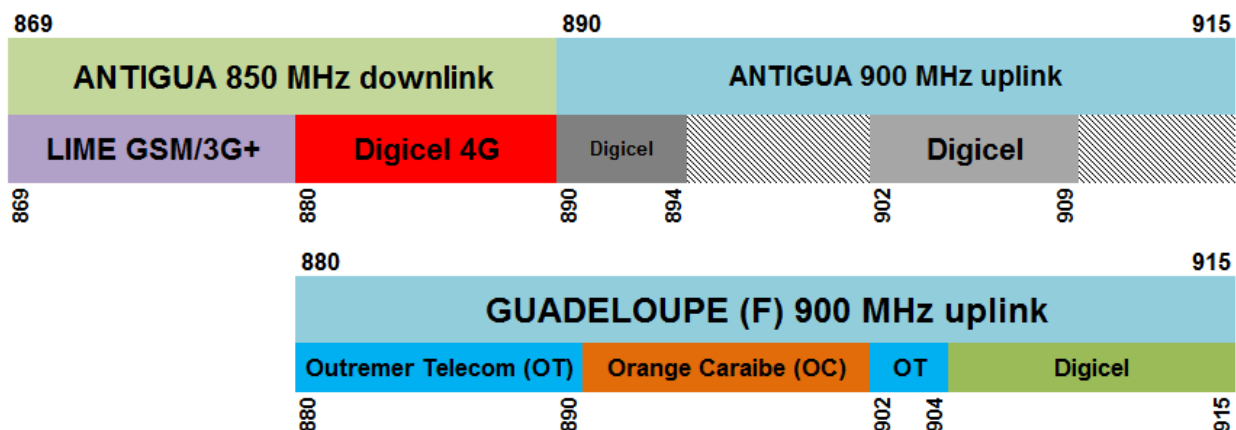 869 890 915
ANTIGUA 850 MHz downlink ANTIGUA 900 MHz uplink
LIME GSM/3G+ Digicel 4G Digicel Digicel
869 880 890 894 902 909
880 915
GUADELOUPE (F) 900 MHz uplink
Outremer Telecom (OT) Orange Caraibe (OC) OT Digicel
880 890 902 904 915